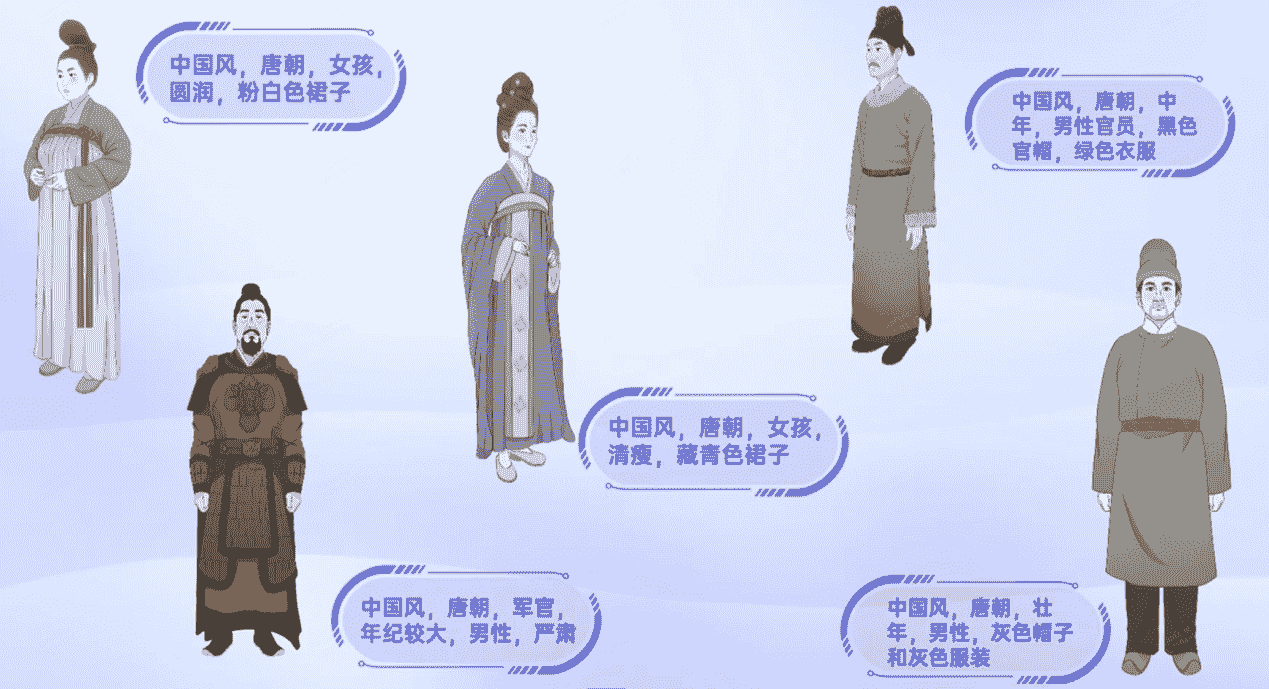 中国风，唐朝，女孩，
圆润，粉白色裙子
中国风，唐朝，中
年，男性官员，黑色
官帽，绿色衣服
中国风，唐朝，女孩，
清瘦，藏青色裙子
中国风，唐朝，军官，
年纪较大，男性，严肃
中国风，唐朝，壮
年，男性，灰色帽子
和灰色服装